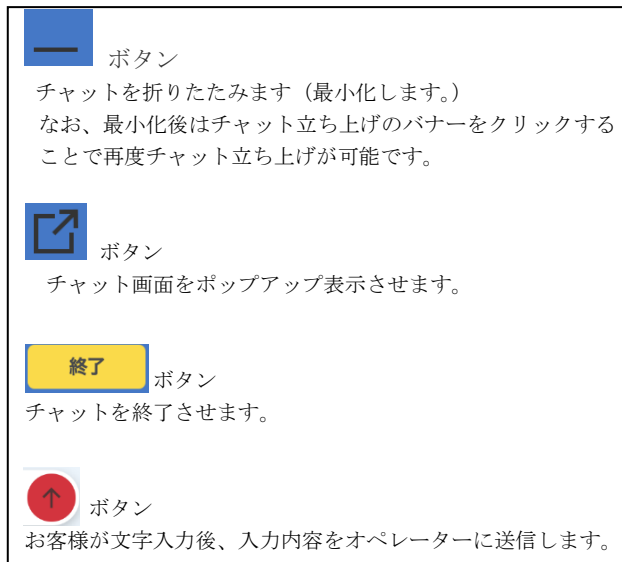 ボタン
チャットを折りたたみます（最小化します。）
なお、最小化後はチャット立ち上げのバナーをクリックする
ことで再度チャット立ち上げが可能です。
ボタン
チャット画面をポップアップ表示させます。
終了 ボタン
チャットを終了させます。
ボタン
お客様が文字入力後、入力内容をオペレーターに送信します。